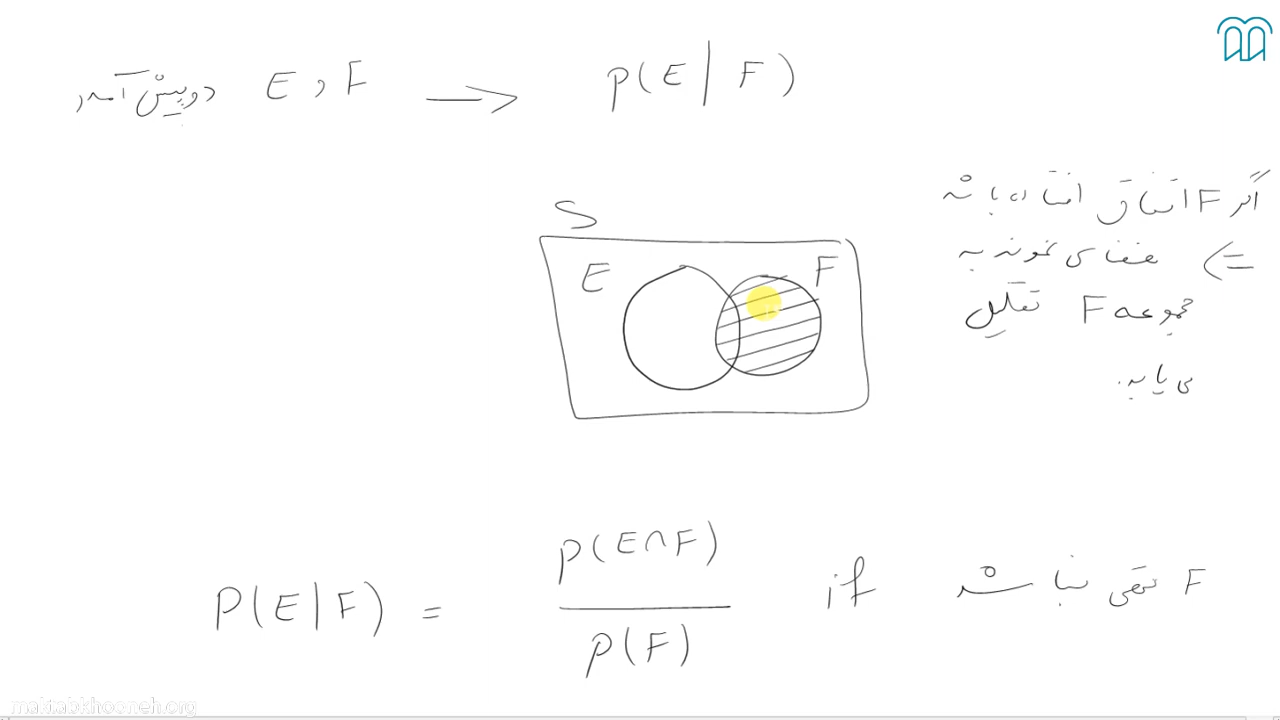 دو پیش آمد E , F → p(E | F)
اگر F اتفاق افتاده باشد
⇐ فضای نمونه به
مجموعه F تقلیل
می یابد.
S
E F
P(E|F) = p(E∩F) / p(F) if F تهی نباشد
maktabkhooneh.org